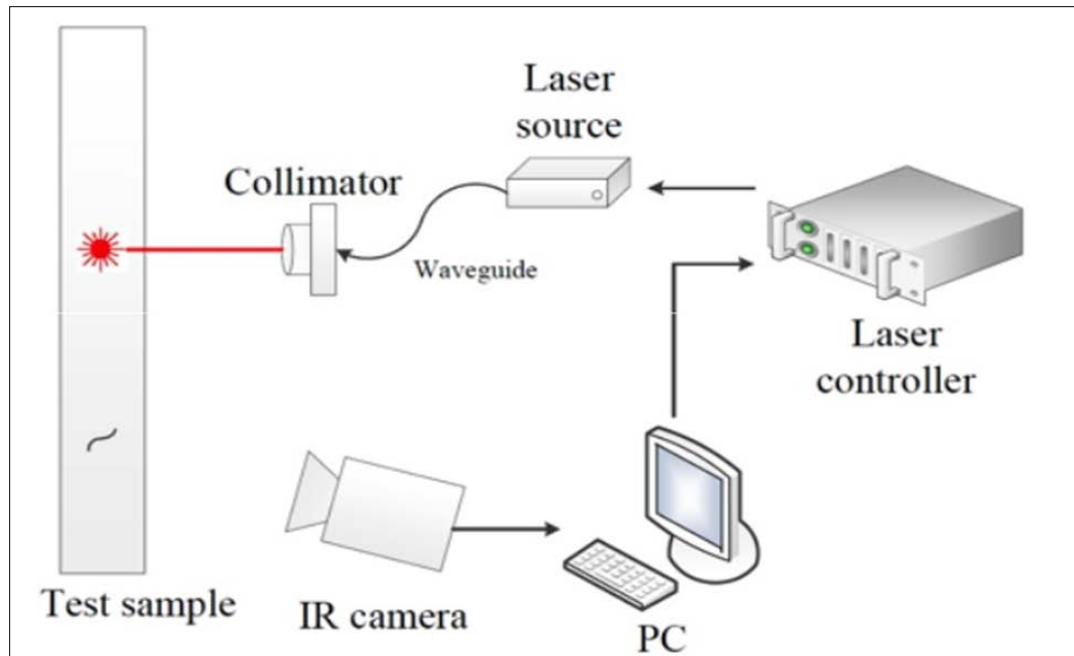 Laser
source
Collimator
Waveguide
Laser
controller
Test sample
IR camera
PC